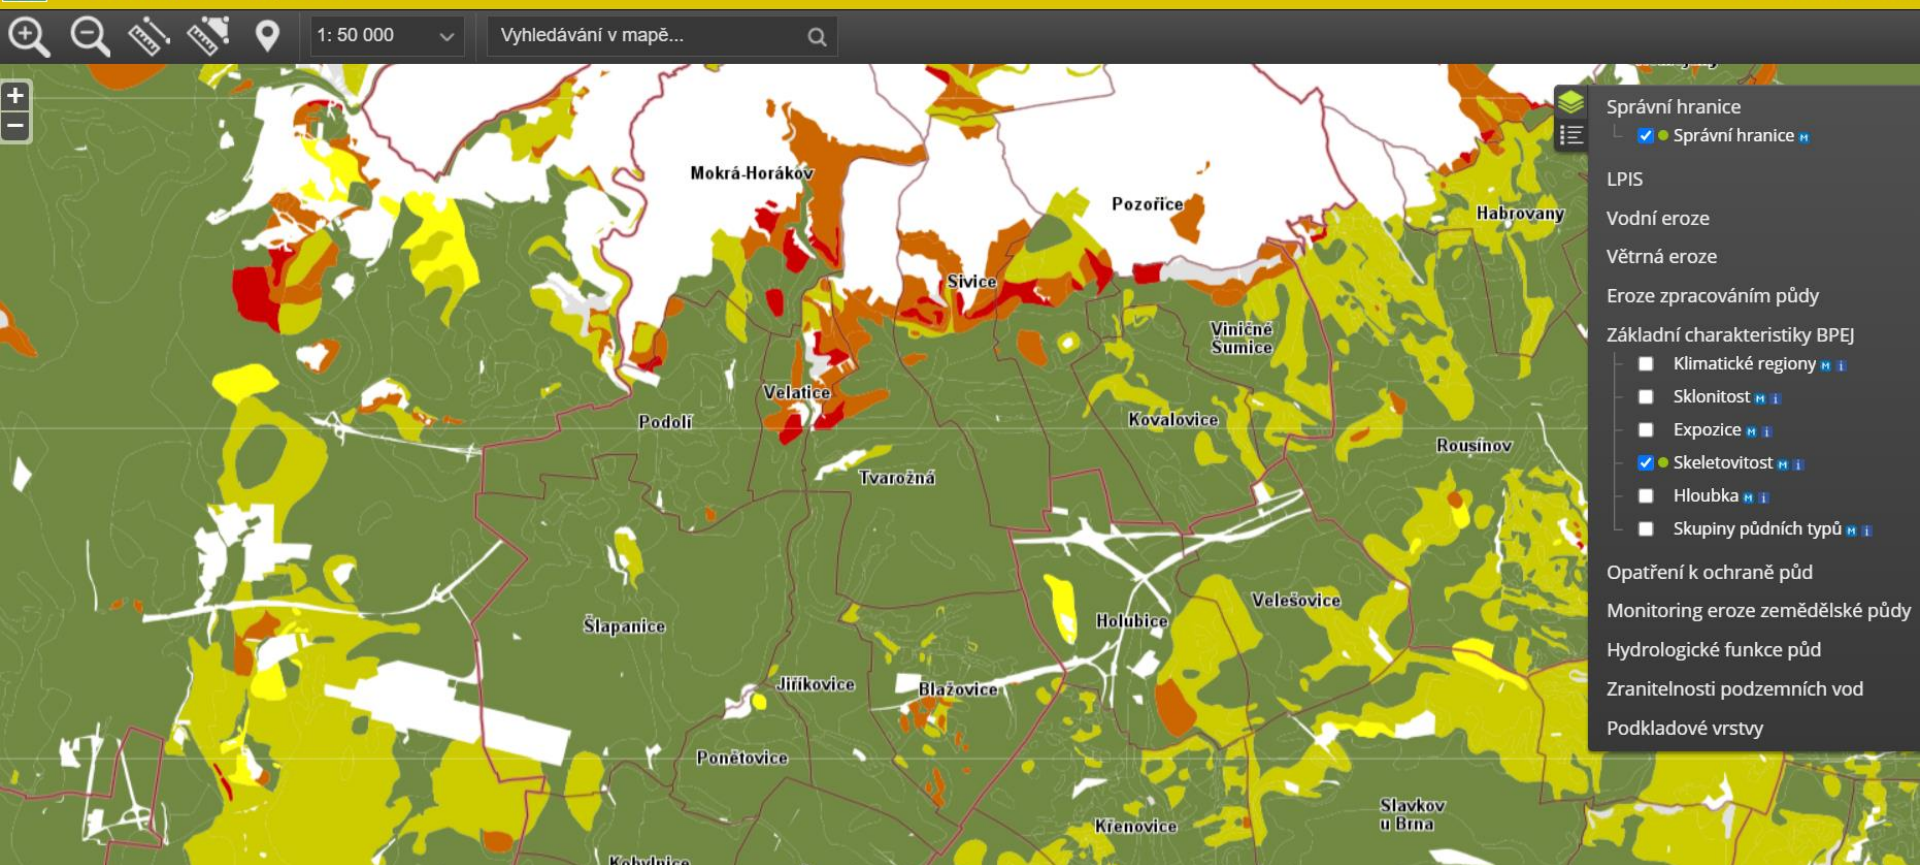 1: 50 000
Vyhledávání v mapě...
+
−
Správní hranice
Správní hranice M
LPIS
Vodní eroze
Větrná eroze
Eroze zpracováním půdy
Základní charakteristiky BPEJ
Klimatické regiony M i
Sklonitost M i
Expozice M i
Skeletovitost M i
Hloubka M i
Skupiny půdních typů M i
Opatření k ochraně půd
Monitoring eroze zemědělské půdy
Hydrologické funkce půd
Zranitelnosti podzemních vod
Podkladové vrstvy
Mokrá-Horákov
Pozořice
Habrovany
Sivice
Viničné
Šumice
Velatice
Podolí
Kovalovice
Rousínov
Tvarožná
Velešovice
Holubice
Šlapanice
Jiříkovice
Blažovice
Ponětovice
Slavkov
u Brna
Křenovice
Kobylnice